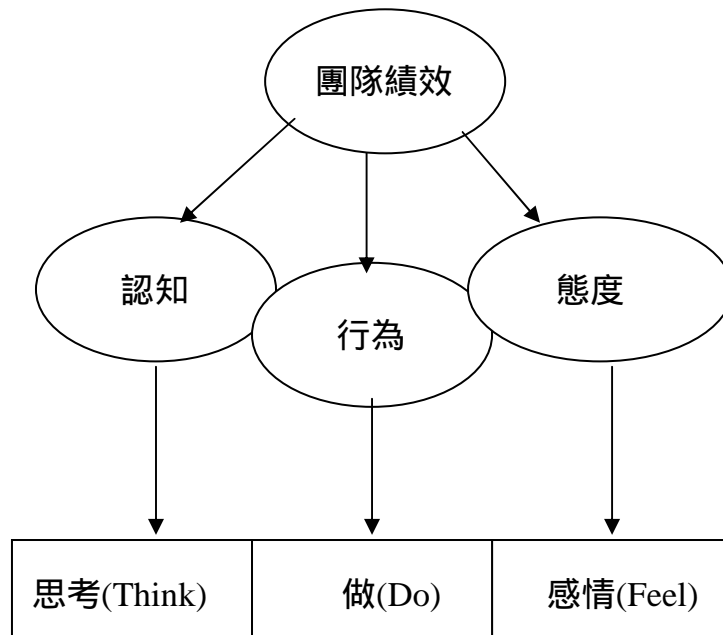 團隊績效
認知
行為
態度
思考(Think)
做(Do)
感情(Feel)